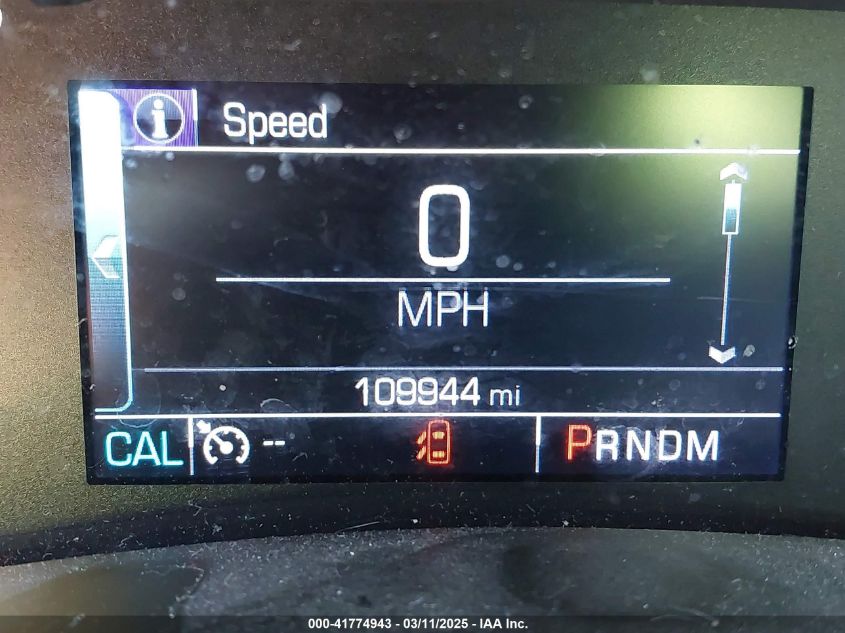 i Speed
0
MPH
109944 mi
CAL -- PRNDM
000-41774943 - 03/11/2025 - IAA Inc.